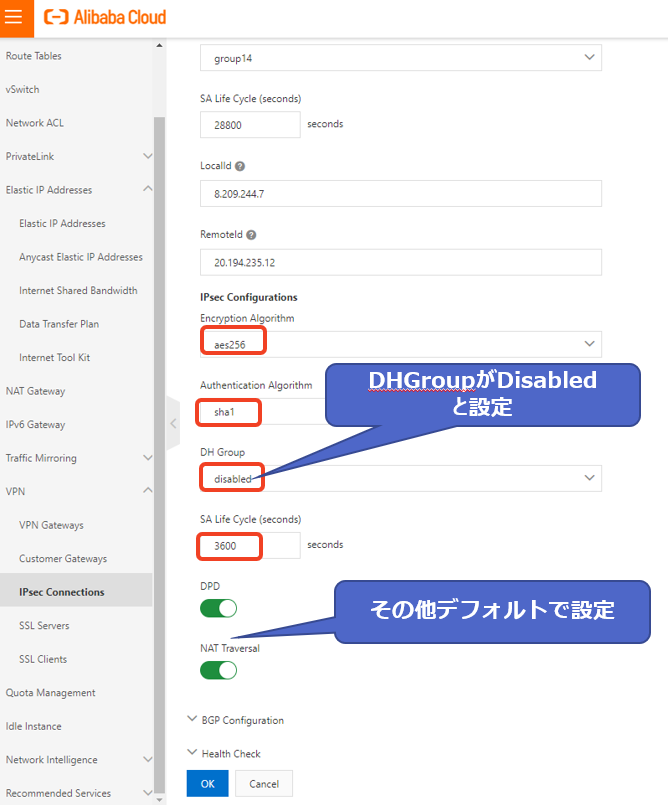 Alibaba Cloud
Route Tables
vSwitch
Network ACL
PrivateLink
Elastic IP Addresses
Elastic IP Addresses
Anycast Elastic IP Addresses
Internet Shared Bandwidth
Data Transfer Plan
Internet Tool Kit
NAT Gateway
IPv6 Gateway
Traffic Mirroring
VPN
VPN Gateways
Customer Gateways
IPsec Connections
SSL Servers
SSL Clients
Quota Management
Idle Instance
Network Intelligence
Recommended Services
group14
SA Life Cycle (seconds)
28800 seconds
LocalId ?
8.209.244.7
RemoteId ?
20.194.235.12
IPsec Configurations
Encryption Algorithm
aes256
Authentication Algorithm
sha1
DHGroupがDisabled
と設定
DH Group
disabled
SA Life Cycle (seconds)
3600 seconds
DPD
その他デフォルトで設定
NAT Traversal
BGP Configuration
Health Check
OK Cancel